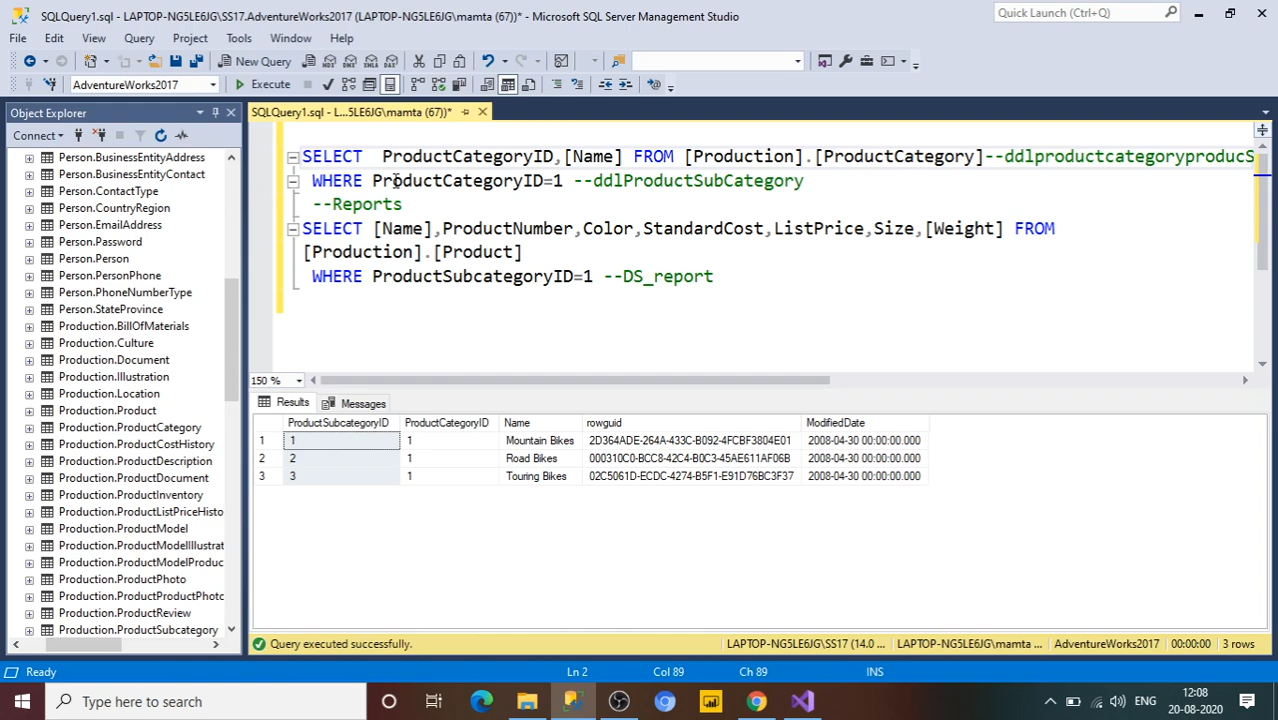 SQLQuery1.sql - LAPTOP-NG5LE6JG\SS17.AdventureWorks2017 (LAPTOP-NG5LE6JG\mamta (67))* - Microsoft SQL Server Management Studio
Quick Launch (Ctrl+Q)
File Edit View Query Project Tools Window Help
New Query
AdventureWorks2017
Execute
Object Explorer
SQLQuery1.sql - L...5LE6JG\mamta (67))*
Connect
Person.BusinessEntityAddress
Person.BusinessEntityContact
Person.ContactType
Person.CountryRegion
Person.EmailAddress
Person.Password
Person.Person
Person.PersonPhone
Person.PhoneNumberType
Person.StateProvince
Production.BillOfMaterials
Production.Culture
Production.Document
Production.Illustration
Production.Location
Production.Product
Production.ProductCategory
Production.ProductCostHistory
Production.ProductDescription
Production.ProductDocument
Production.ProductInventory
Production.ProductListPriceHisto
Production.ProductModel
Production.ProductModelIllustrat
Production.ProductModelProduc
Production.ProductPhoto
Production.ProductProductPhoto
Production.ProductReview
Production.ProductSubcategory
SELECT ProductCategoryID,[Name] FROM [Production].[ProductCategory]--ddlproductcategoryproducS
WHERE ProductCategoryID=1 --ddlProductSubCategory
--Reports
SELECT [Name],ProductNumber,Color,StandardCost,ListPrice,Size,[Weight] FROM
[Production].[Product]
WHERE ProductSubcategoryID=1 --DS_report
150 %
Results Messages
ProductSubcategoryID ProductCategoryID Name rowguid ModifiedDate
1 1 1 Mountain Bikes 2D364ADE-264A-433C-B092-4FCBF3804E01 2008-04-30 00:00:00.000
2 2 1 Road Bikes 000310C0-BCC8-42C4-B0C3-45AE611AF06B 2008-04-30 00:00:00.000
3 3 1 Touring Bikes 02C5061D-ECDC-4274-B5F1-E91D76BC3F37 2008-04-30 00:00:00.000
Query executed successfully. LAPTOP-NG5LE6JG\SS17 (14.0 ... LAPTOP-NG5LE6JG\mamta ... AdventureWorks2017 00:00:00 3 rows
Ready Ln 2 Col 89 Ch 89 INS
Type here to search
ENG
12:08
20-08-2020